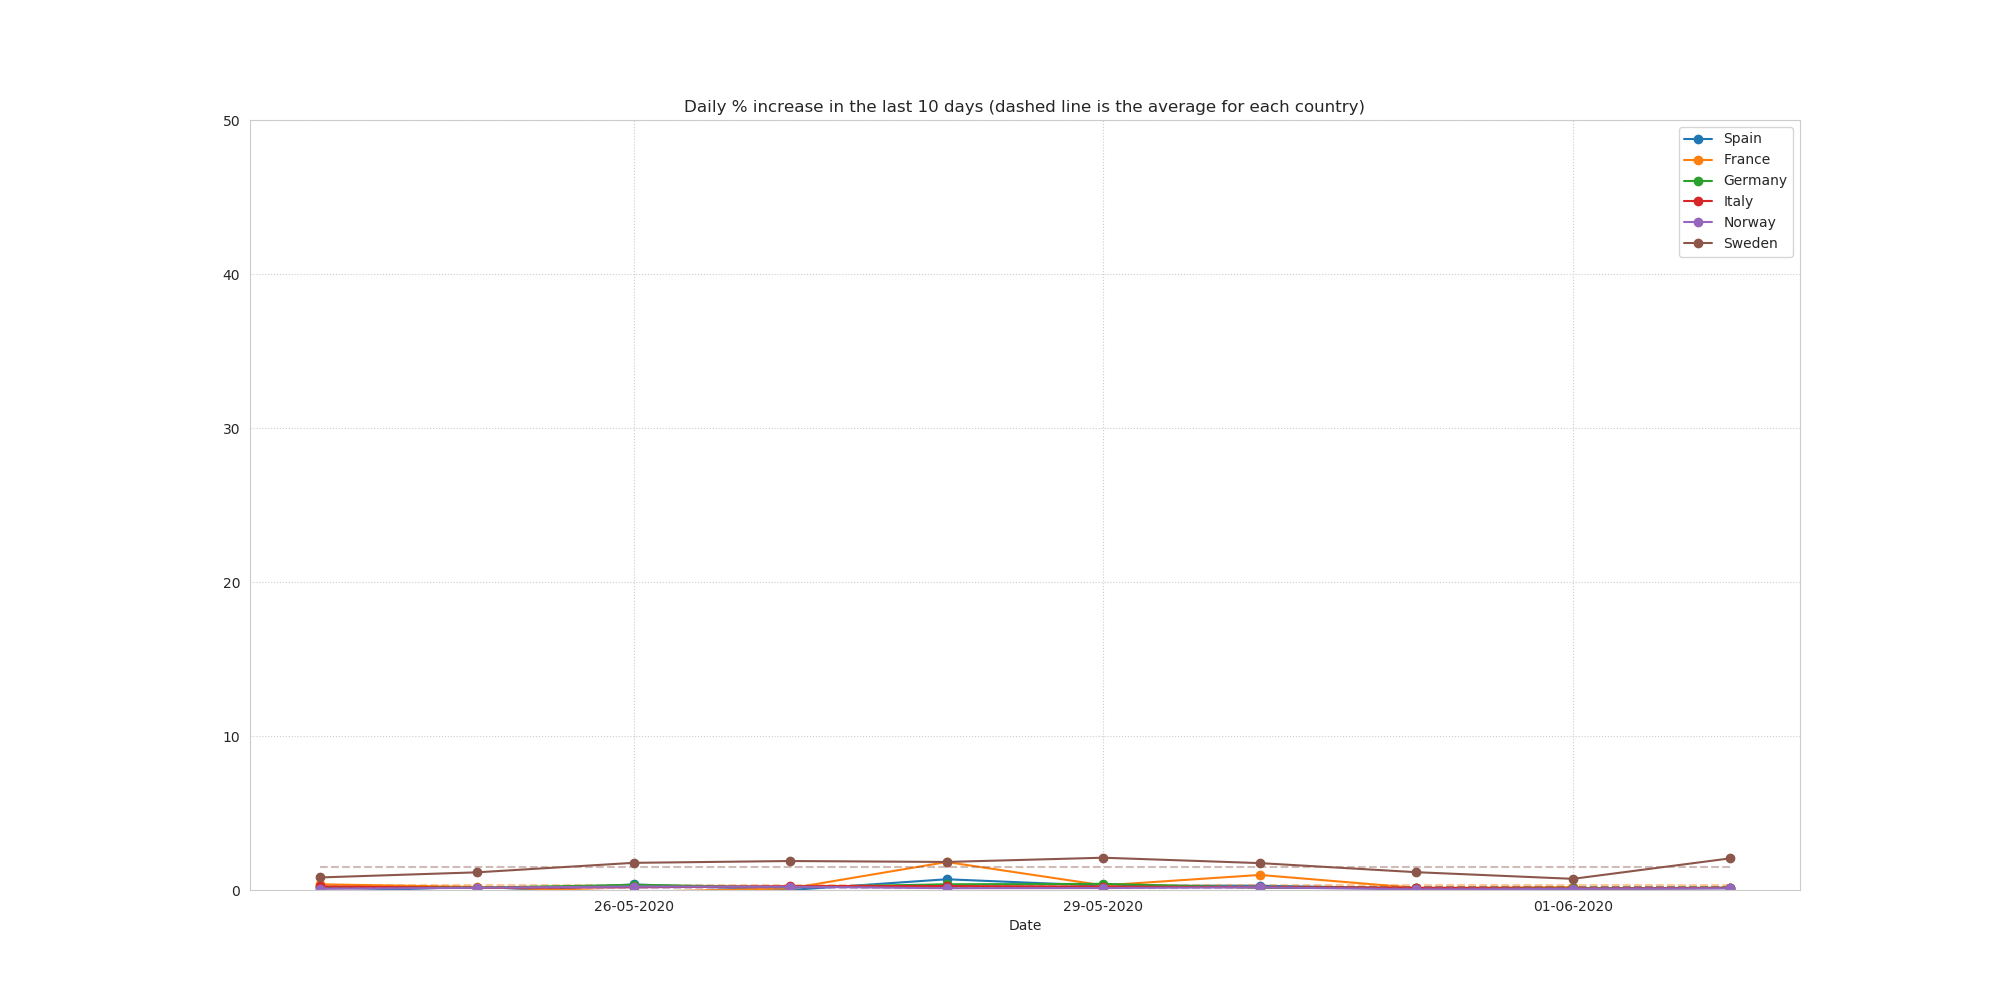 Daily % increase in the last 10 days (dashed line is the average for each country)
50
40
30
20
10
0
Spain
France
Germany
Italy
Norway
Sweden
26-05-2020
29-05-2020
01-06-2020
Date